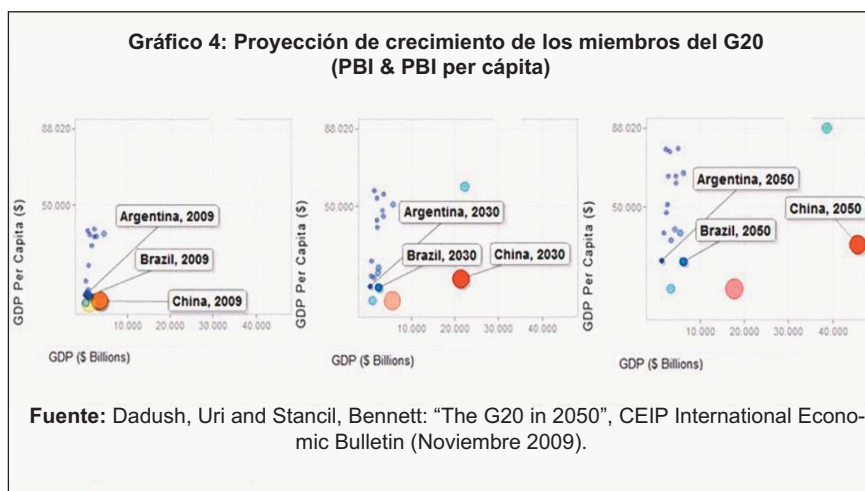 Gráfico 4: Proyección de crecimiento de los miembros del G20
(PBI & PBI per cápita)
GDP Per Capita ($)
88.020
50.000
Argentina, 2009
Brazil, 2009
China, 2009
10.000 20.000 30.000 40.000
GDP ($ Billions)
GDP Per Capita ($)
88.020
50.000
Argentina, 2030
Brazil, 2030
China, 2030
10.000 20.000 30.000 40.000
GDP ($ Billions)
GDP Per Capita ($)
88.020
50.000
Argentina, 2050
China, 2050
Brazil, 2050
10.000 20.000 30.000 40.000
GDP ($ Billions)
Fuente: Dadush, Uri and Stancil, Bennett: “The G20 in 2050”, CEIP International Econo-
mic Bulletin (Noviembre 2009).